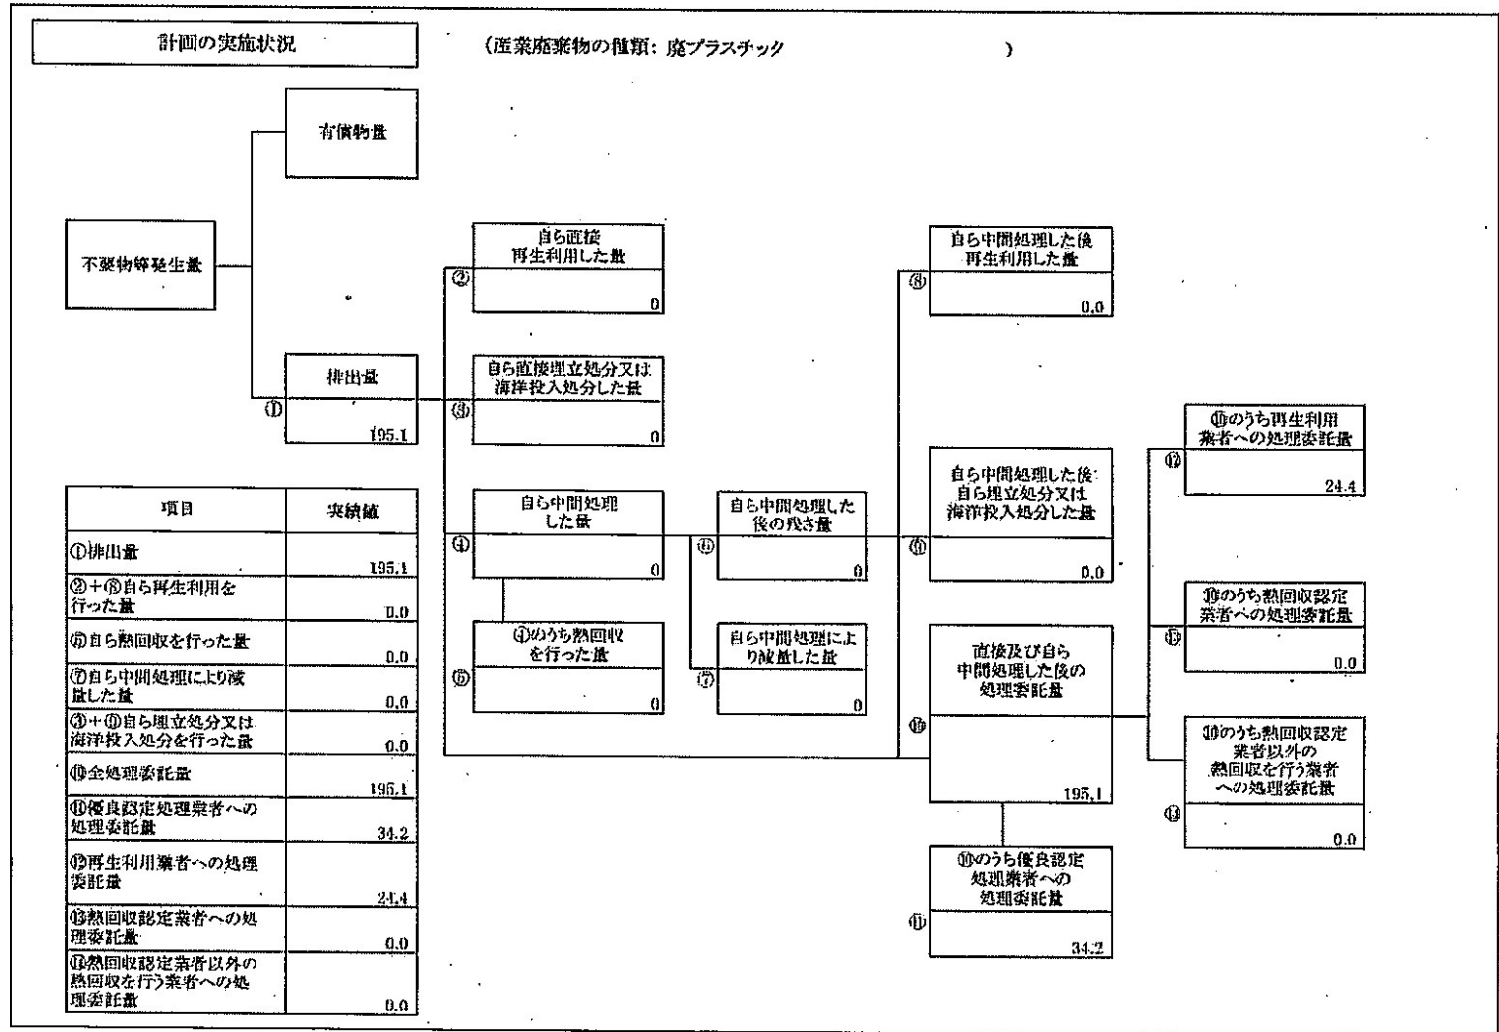 計画の実施状況
(産業廃棄物の種類: 廃プラスチック )
有償物量
不要物等発生量
排出量
①
195.1
自ら直接
再生利用した量
②
0
自ら直接埋立処分又は
海洋投入処分した量
③
0
自ら中間処理
した量
④
0
④のうち熱回収
を行った量
⑤
0
自ら中間処理した
後の残さ量
⑥
0
自ら中間処理によ
り減量した量
⑦
0
自ら中間処理した後
再生利用した量
⑧
0.0
自ら中間処理した後
自ら埋立処分又は
海洋投入処分した量
⑨
0.0
直接及び自ら
中間処理した後の
処理委託量
⑩
195.1
⑩のうち優良認定
処理業者への
処理委託量
⑪
34.2
⑩のうち再生利用
業者への処理委託量
⑫
24.4
⑩のうち熱回収認定
業者への処理委託量
⑬
0.0
⑩のうち熱回収認定
業者以外の
熱回収を行う業者
への処理委託量
⑭
0.0
項目 実績値
①排出量 195.1
②+⑧自ら再生利用を
行った量 0.0
⑤自ら熱回収を行った量 0.0
⑦自ら中間処理により減
量した量 0.0
③+⑨自ら埋立処分又は
海洋投入処分を行った量 0.0
⑩全処理委託量 195.1
⑪優良認定処理業者への
処理委託量 34.2
⑫再生利用業者への処理
委託量 24.4
⑬熱回収認定業者への処
理委託量 0.0
⑭熱回収認定業者以外の
熱回収を行う業者への処
理委託量 0.0